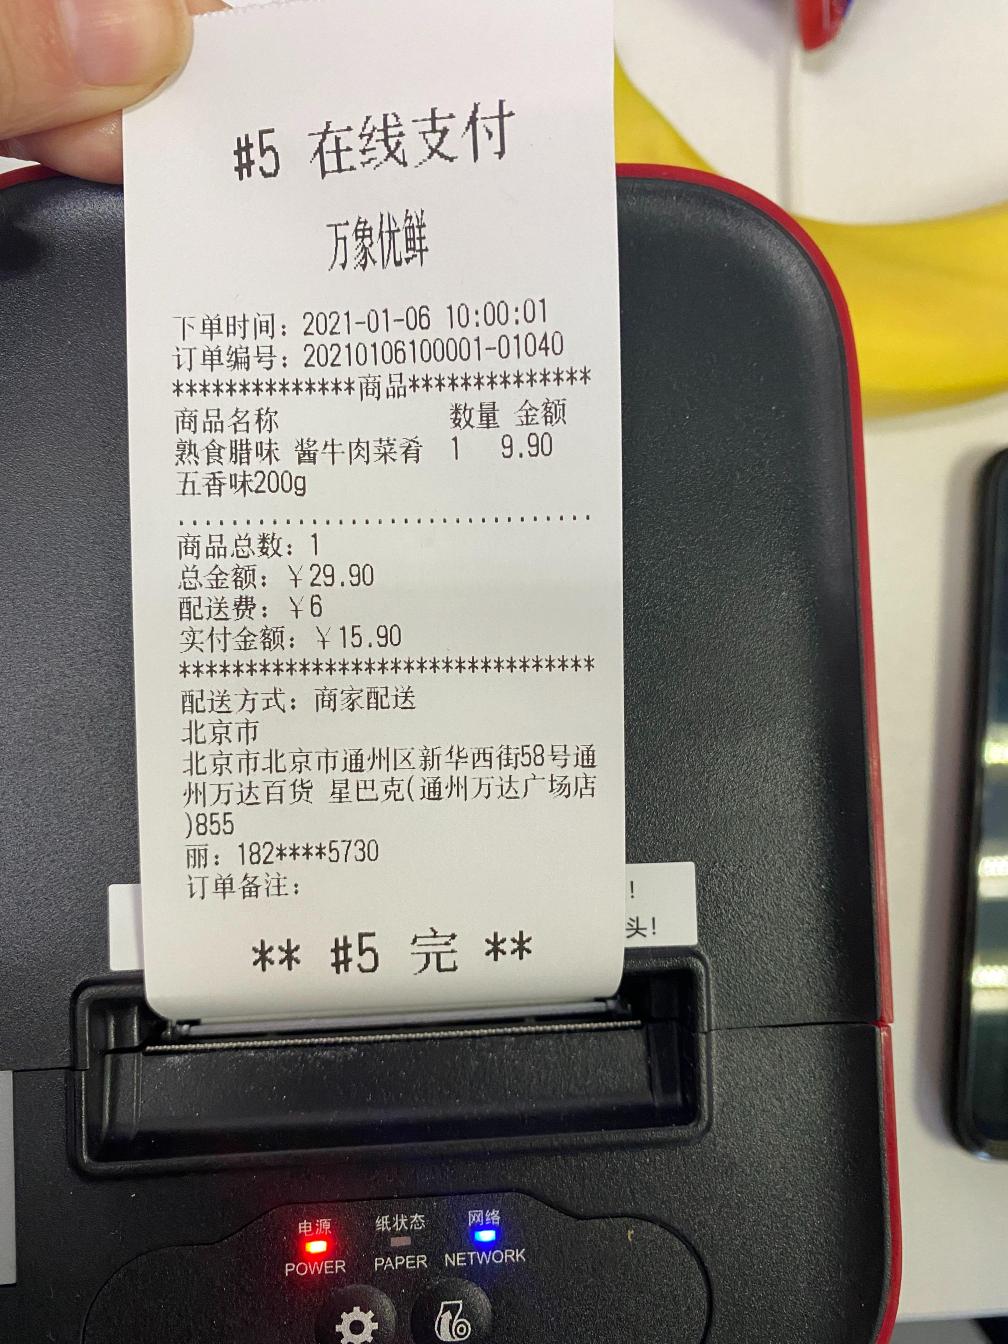 #5 在线支付
万象优鲜
下单时间：2021-01-06 10:00:01
订单编号：20210106100001-01040
**************商品**************
商品名称 数量 金额
熟食腊味 酱牛肉菜肴 1 9.90
五香味200g
................................
商品总数：1
总金额：￥29.90
配送费：￥6
实付金额：￥15.90
********************************
配送方式：商家配送
北京市
北京市北京市通州区新华西街58号通
州万达百货 星巴克(通州万达广场店
)855
丽：182****5730
订单备注：
！
头！
** #5 完 **
电源 纸状态 网络
POWER PAPER NETWORK